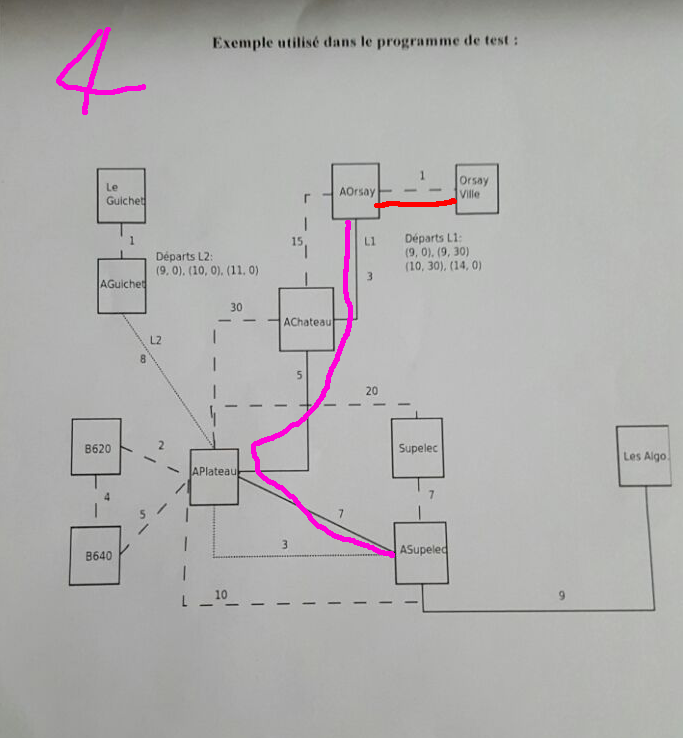 4
Exemple utilisé dans le programme de test :
Le
Guichet
AOrsay
1
Orsay
Ville
1
15
L1
Départs L1:
(9, 0), (9, 30)
(10, 30), (14, 0)
Départs L2:
(9, 0), (10, 0), (11, 0)
AGuichet
3
30
AChateau
L2
8
5
20
B620
2
APlateau
Supelec
Les Algo.
4
5
7
7
B640
3
ASupelec
10
9